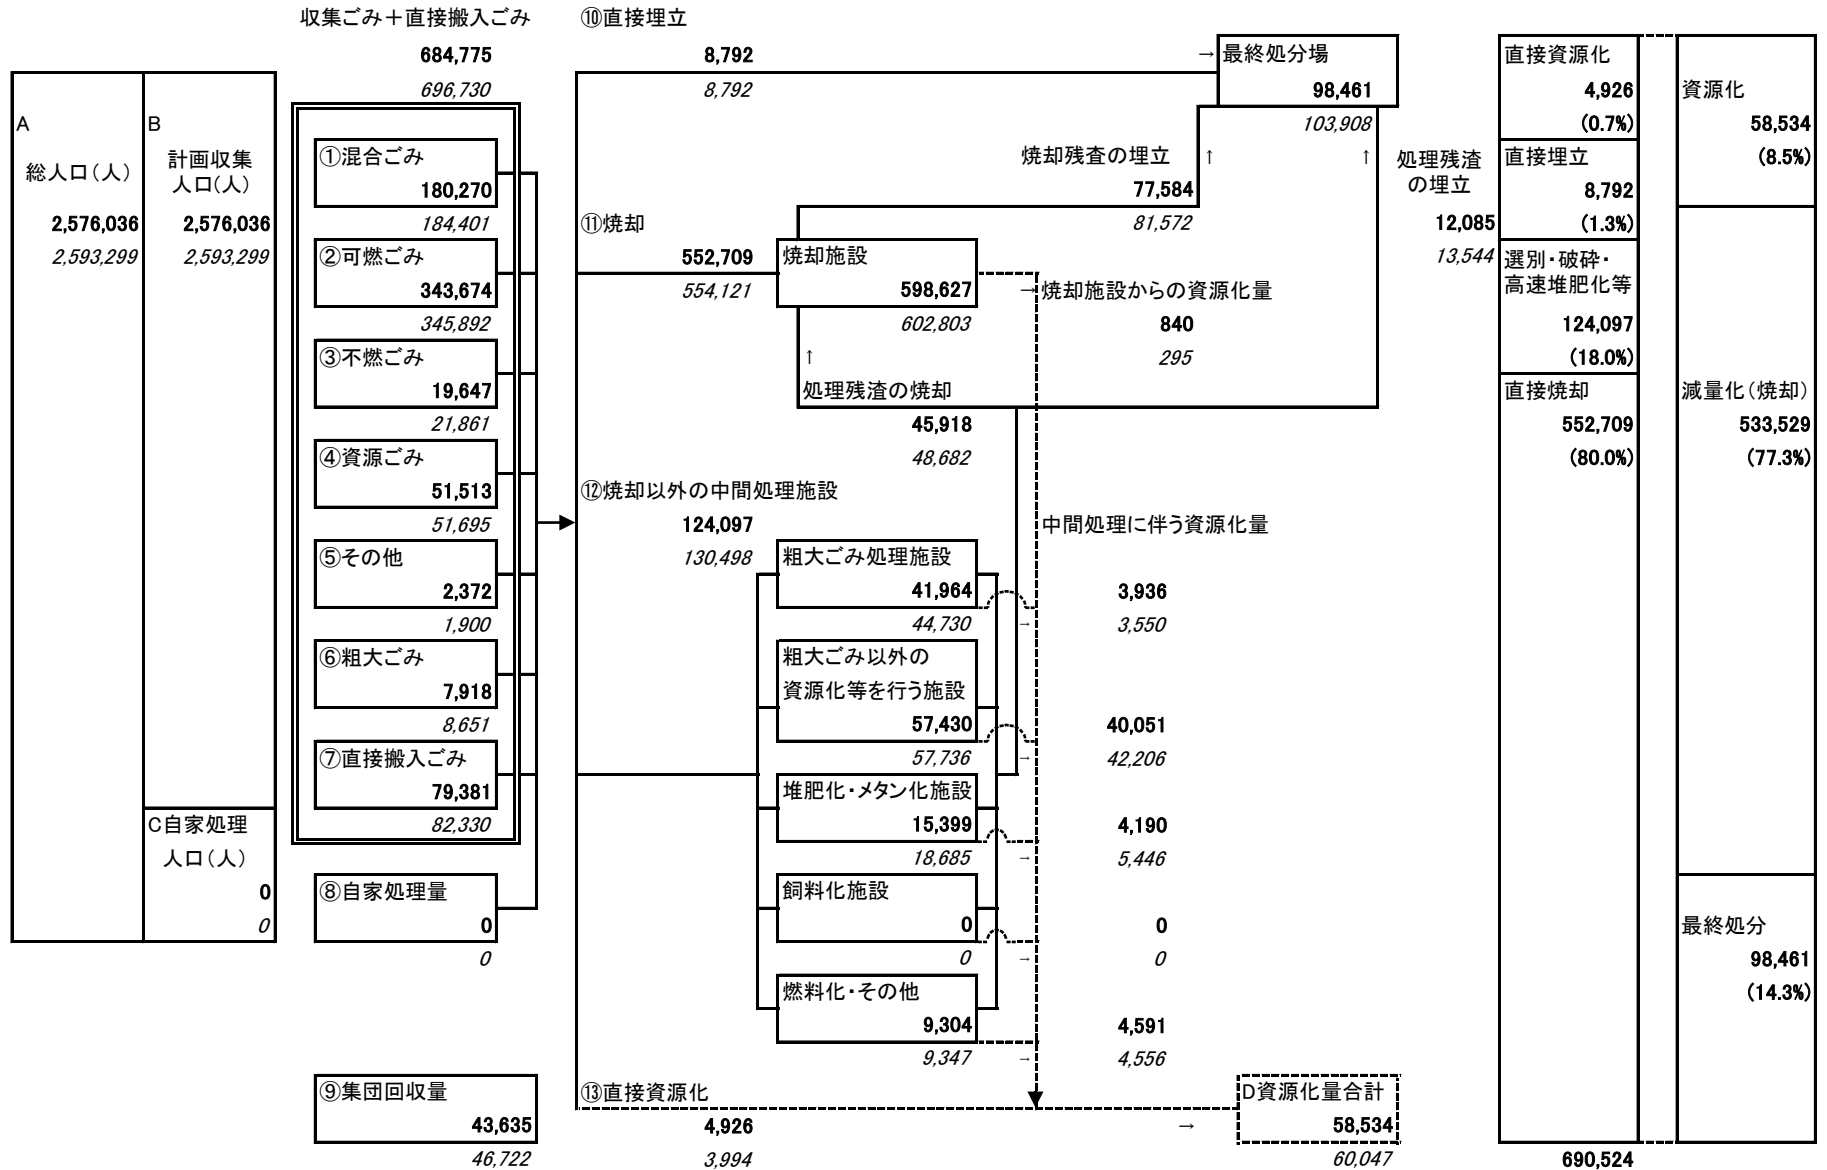 収集ごみ＋直接搬入ごみ
684,775
696,730
⑩直接埋立
8,792
8,792
→
最終処分場
98,461
103,908
A
総人口（人）
2,576,036
2,593,299
B
計画収集
人口(人)
2,576,036
2,593,299
C自家処理
人口（人）
0
0
①混合ごみ
180,270
184,401
②可燃ごみ
343,674
345,892
③不燃ごみ
19,647
21,861
④資源ごみ
51,513
51,695
⑤その他
2,372
1,900
⑥粗大ごみ
7,918
8,651
⑦直接搬入ごみ
79,381
82,330
⑧自家処理量
0
0
⑨集団回収量
43,635
46,722
焼却残査の埋立
↑
77,584
81,572
↑
処理残渣
の埋立
12,085
13,544
⑪焼却
552,709
554,121
焼却施設
598,627
602,803
→焼却施設からの資源化量
840
295
↑
処理残渣の焼却
45,918
48,682
⑫焼却以外の中間処理施設
124,097
130,498
中間処理に伴う資源化量
粗大ごみ処理施設
41,964
44,730
→
3,936
3,550
粗大ごみ以外の
資源化等を行う施設
57,430
57,736
→
40,051
42,206
堆肥化・メタン化施設
15,399
18,685
→
4,190
5,446
飼料化施設
0
0
→
0
0
燃料化・その他
9,304
9,347
→
4,591
4,556
⑬直接資源化
4,926
3,994
→
D資源化量合計
58,534
60,047
直接資源化
4,926
(0.7%)
直接埋立
8,792
(1.3%)
選別・破砕・
高速堆肥化等
124,097
(18.0%)
直接焼却
552,709
(80.0%)
690,524
資源化
58,534
(8.5%)
減量化（焼却）
533,529
(77.3%)
最終処分
98,461
(14.3%)